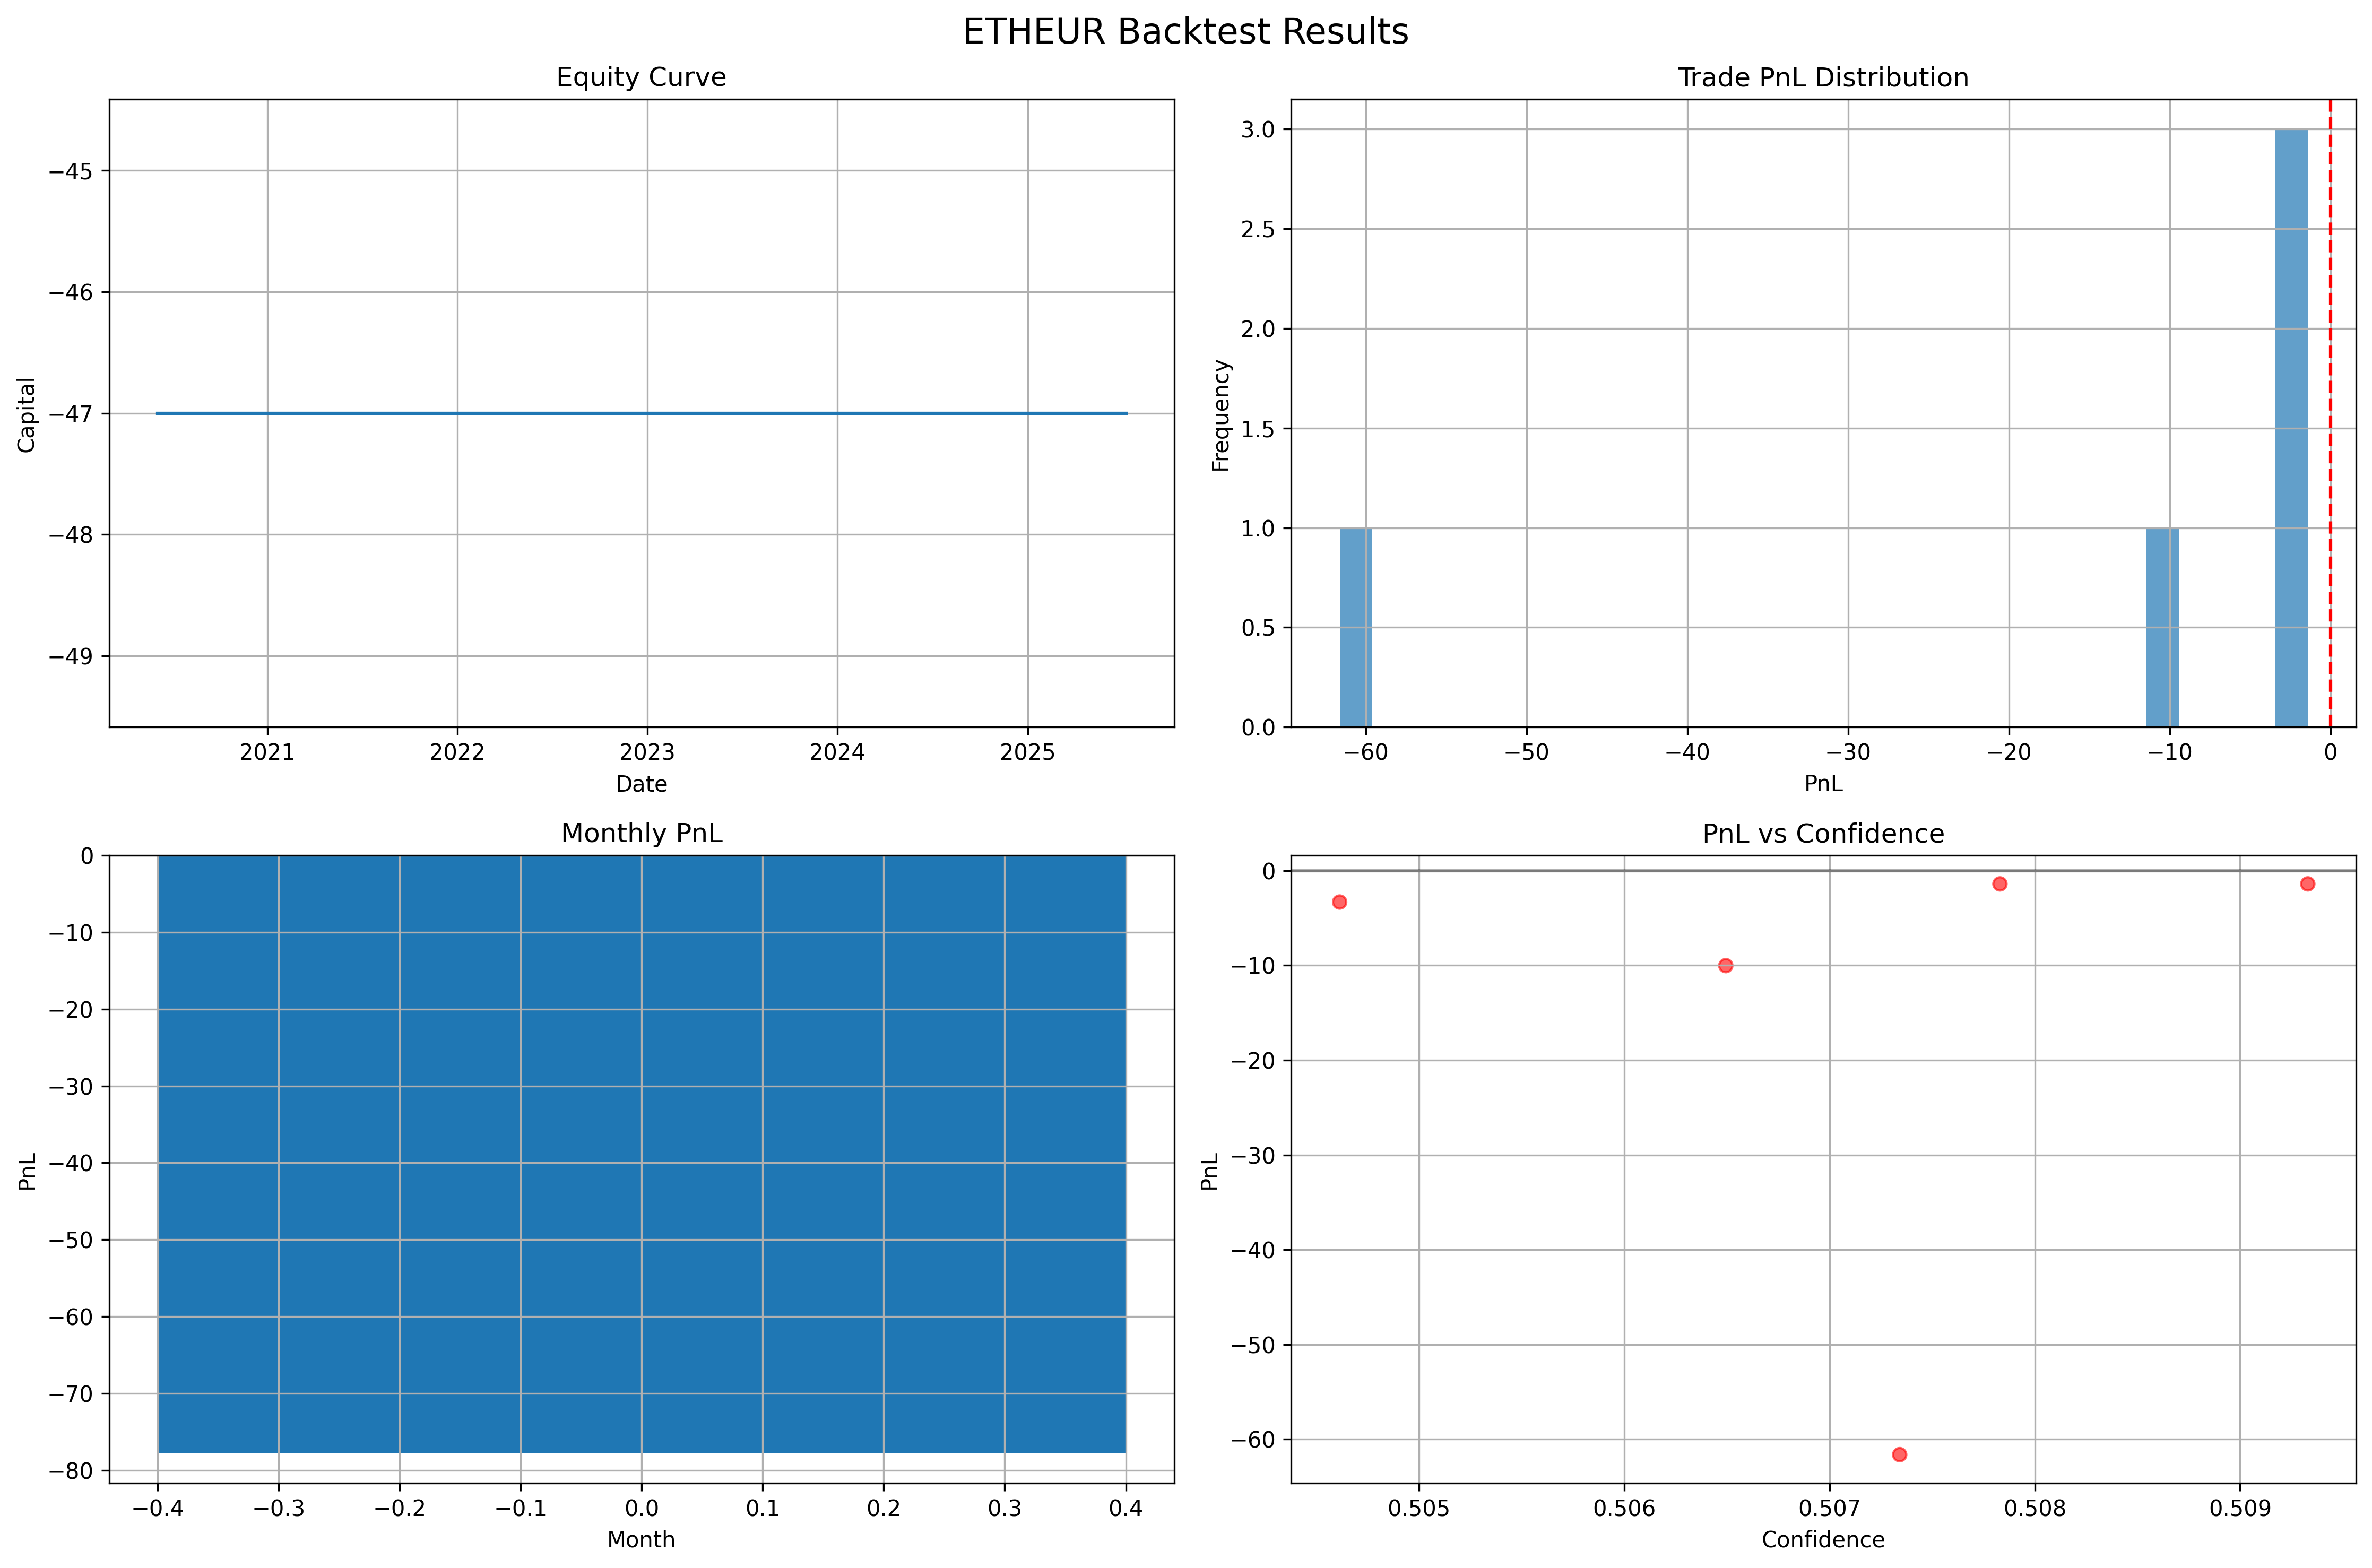 ETHEUR Backtest Results
Equity Curve
Capital
−45
−46
−47
−48
−49
2021 2022 2023 2024 2025
Date
Trade PnL Distribution
Frequency
3.0
2.5
2.0
1.5
1.0
0.5
0.0
−60 −50 −40 −30 −20 −10 0
PnL
Monthly PnL
PnL
0
−10
−20
−30
−40
−50
−60
−70
−80
−0.4 −0.3 −0.2 −0.1 0.0 0.1 0.2 0.3 0.4
Month
PnL vs Confidence
PnL
0
−10
−20
−30
−40
−50
−60
0.505 0.506 0.507 0.508 0.509
Confidence